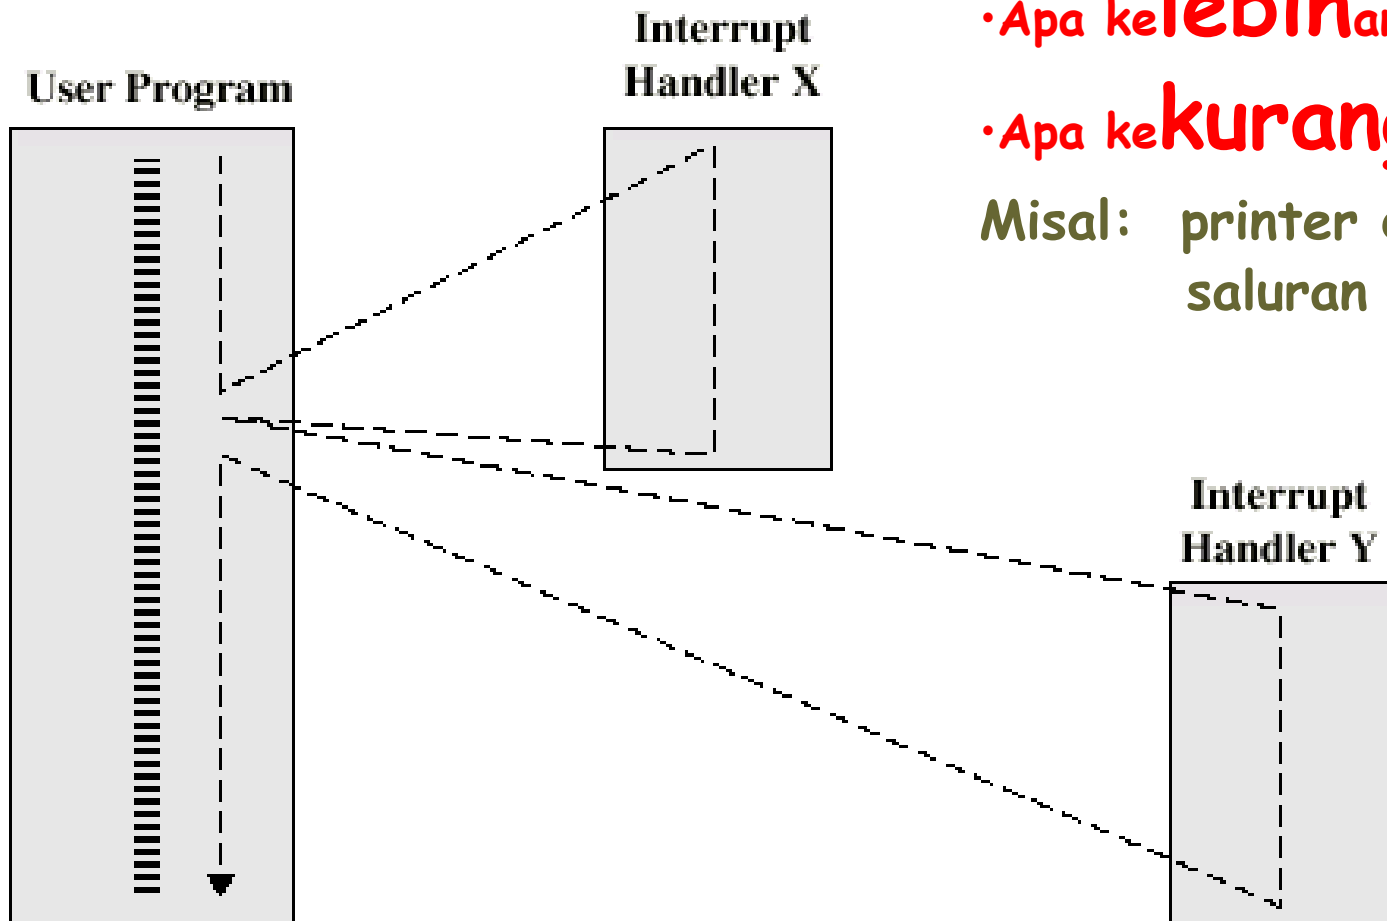 User Program
Interrupt
Handler X
•Apa ke
•Apa ke
Misal: printer
saluran
Interrupt
Handler Y